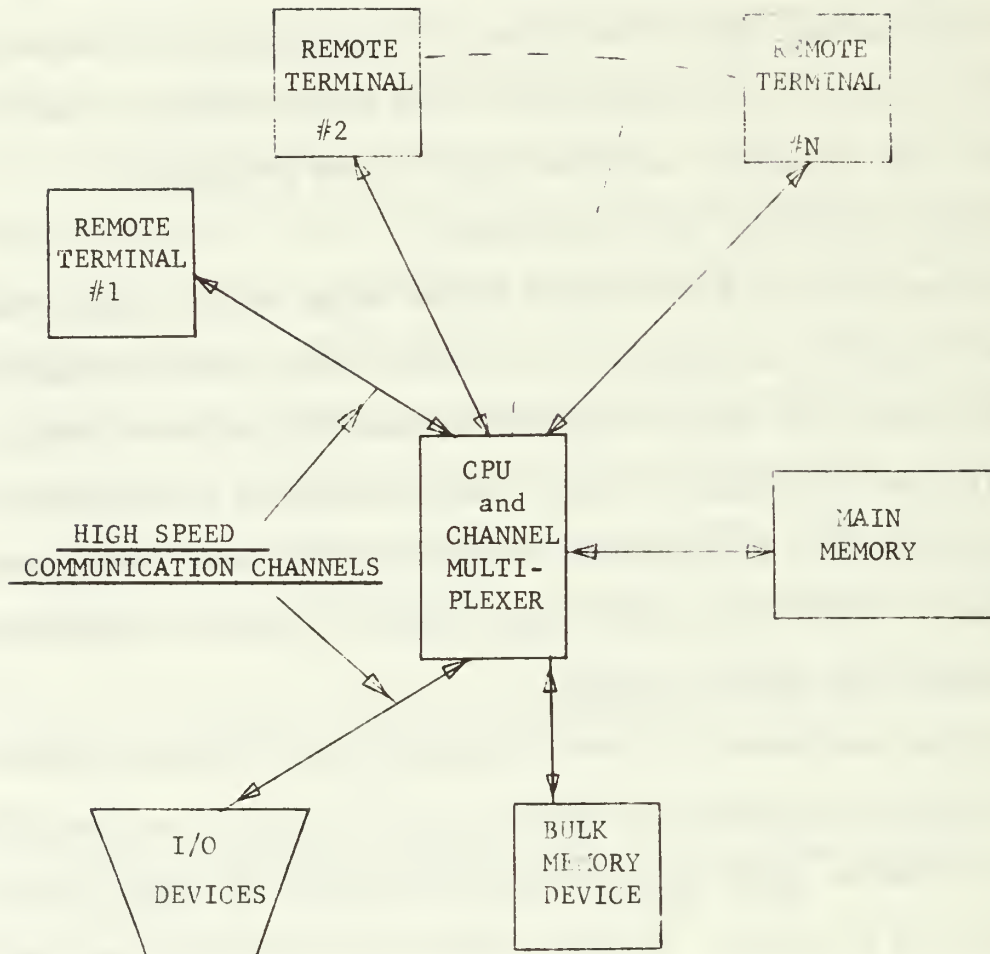 REMOTE
TERMINAL
#2
REMOTE
TERMINAL
#N
REMOTE
TERMINAL
#1
CPU
and
CHANNEL
MULTI-
PLEXER
MAIN
MEMORY
HIGH SPEED
COMMUNICATION CHANNELS
I/O
DEVICES
BULK
MEMORY
DEVICE